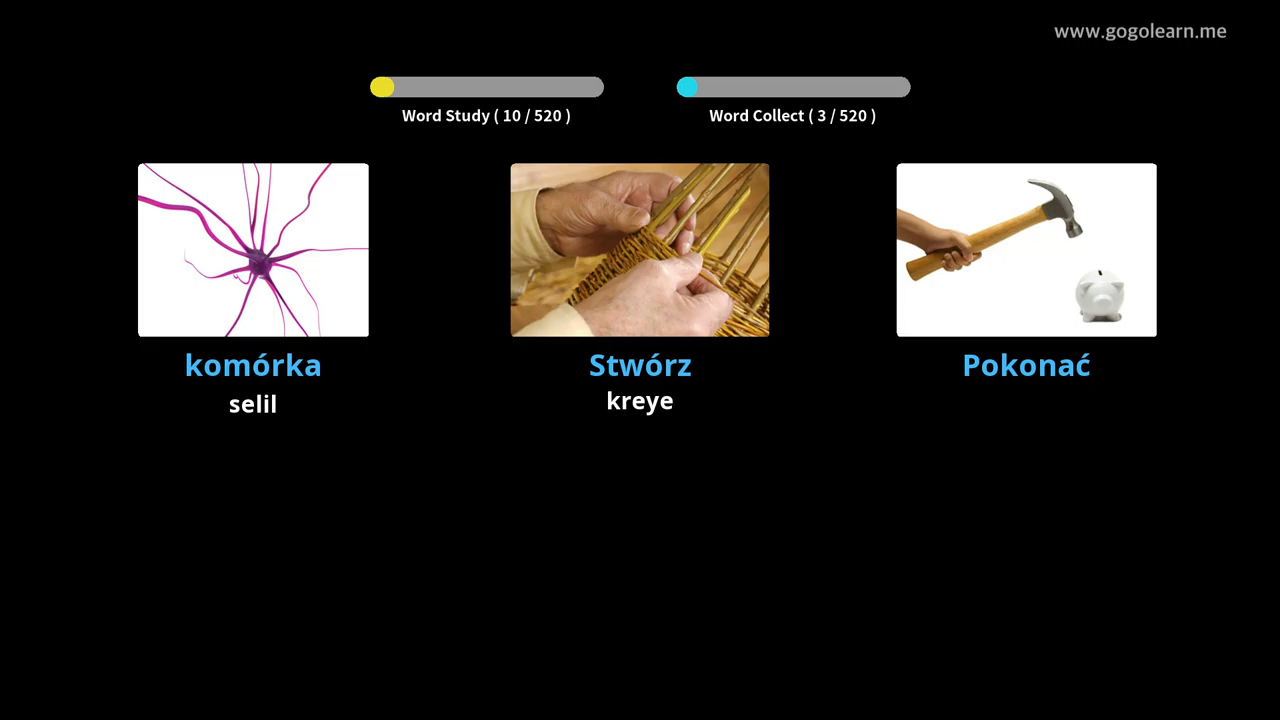 www.gogolearn.me
Word Study ( 10 / 520 )
Word Collect ( 3 / 520 )
komórka
Stwórz
Pokonać
selil
kreye